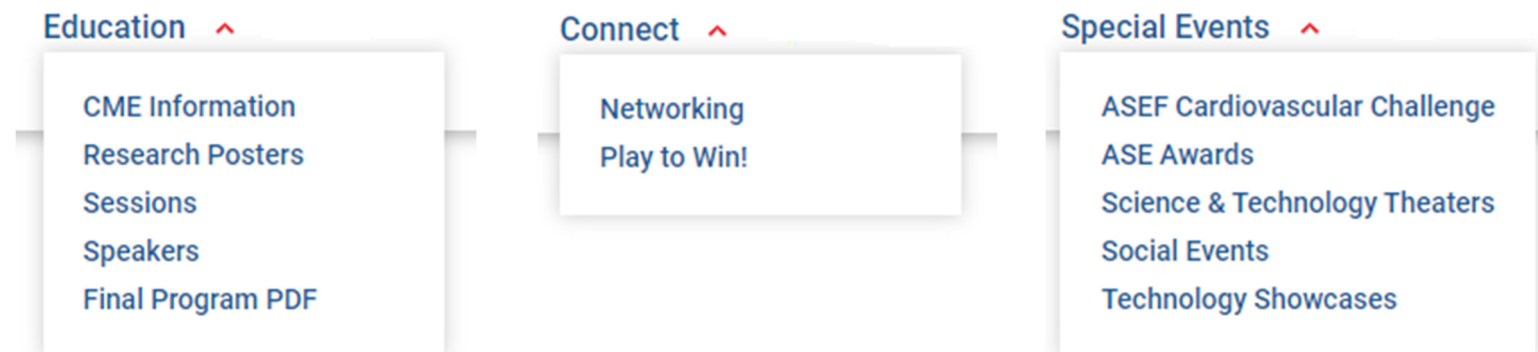 Education
CME Information
Research Posters
Sessions
Speakers
Final Program PDF
Connect
Networking
Play to Win!
Special Events
ASEF Cardiovascular Challenge
ASE Awards
Science & Technology Theaters
Social Events
Technology Showcases